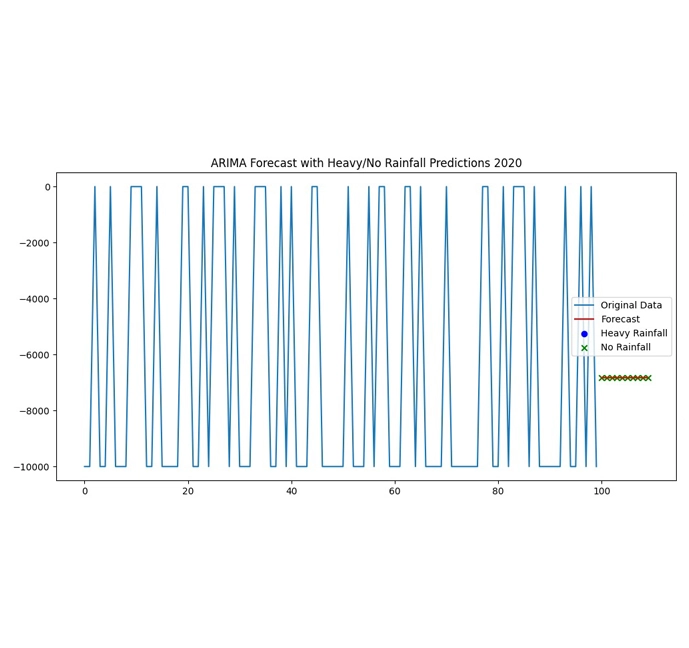 ARIMA Forecast with Heavy/No Rainfall Predictions 2020
0
−2000
−4000
−6000
−8000
−10000
Original Data
Forecast
Heavy Rainfall
No Rainfall
0 20 40 60 80 100